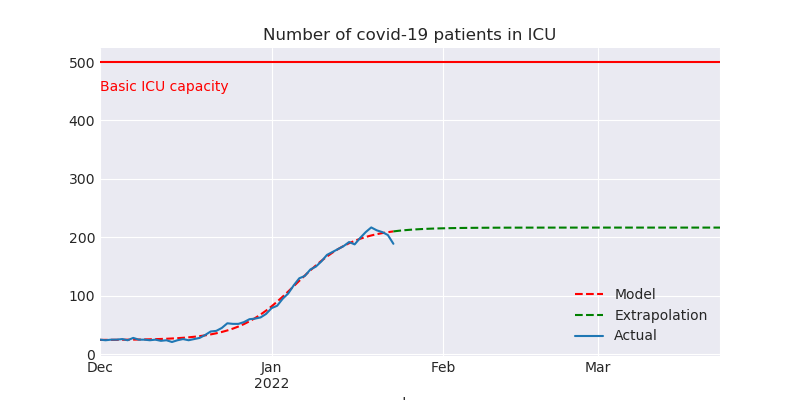 Number of covid-19 patients in ICU
500
Basic ICU capacity
400
300
200
100
0
Model
Extrapolation
Actual
Dec
Jan
2022
Feb
Mar